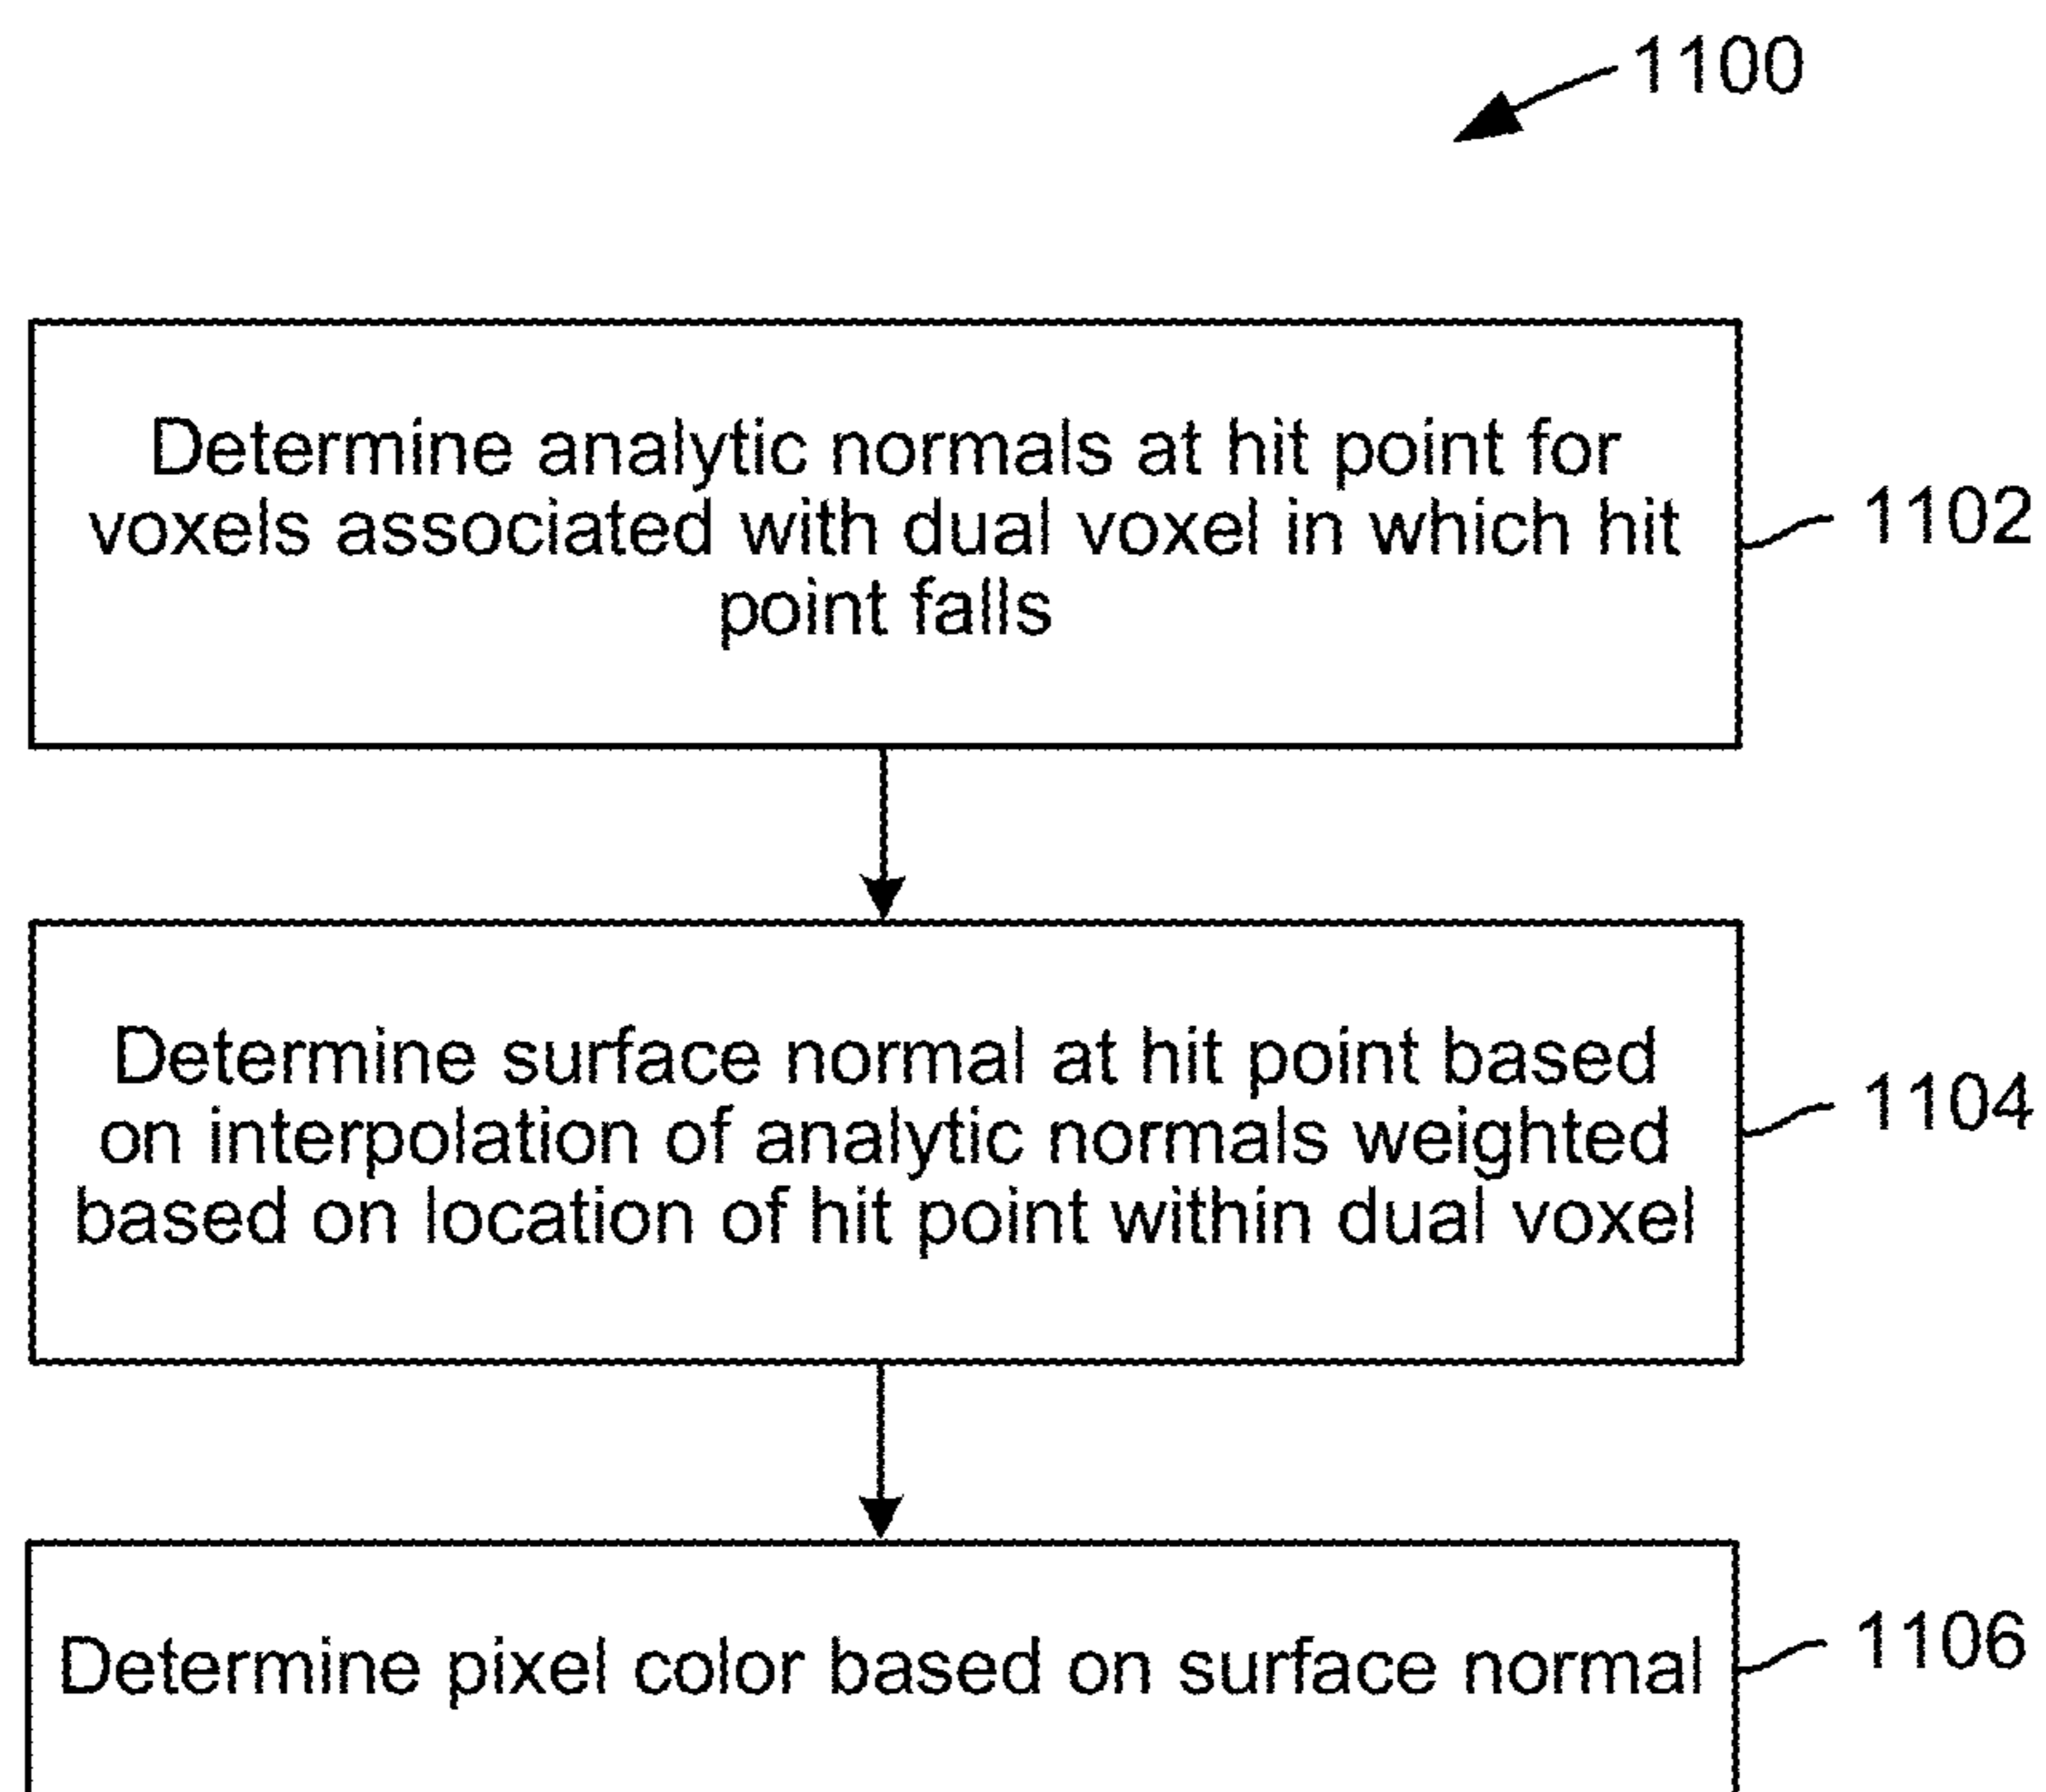 1100
Determine analytic normals at hit point for
voxels associated with dual voxel in which hit
point falls
1102
Determine surface normal at hit point based
on interpolation of analytic normals weighted
based on location of hit point within dual voxel
1104
Determine pixel color based on surface normal
1106